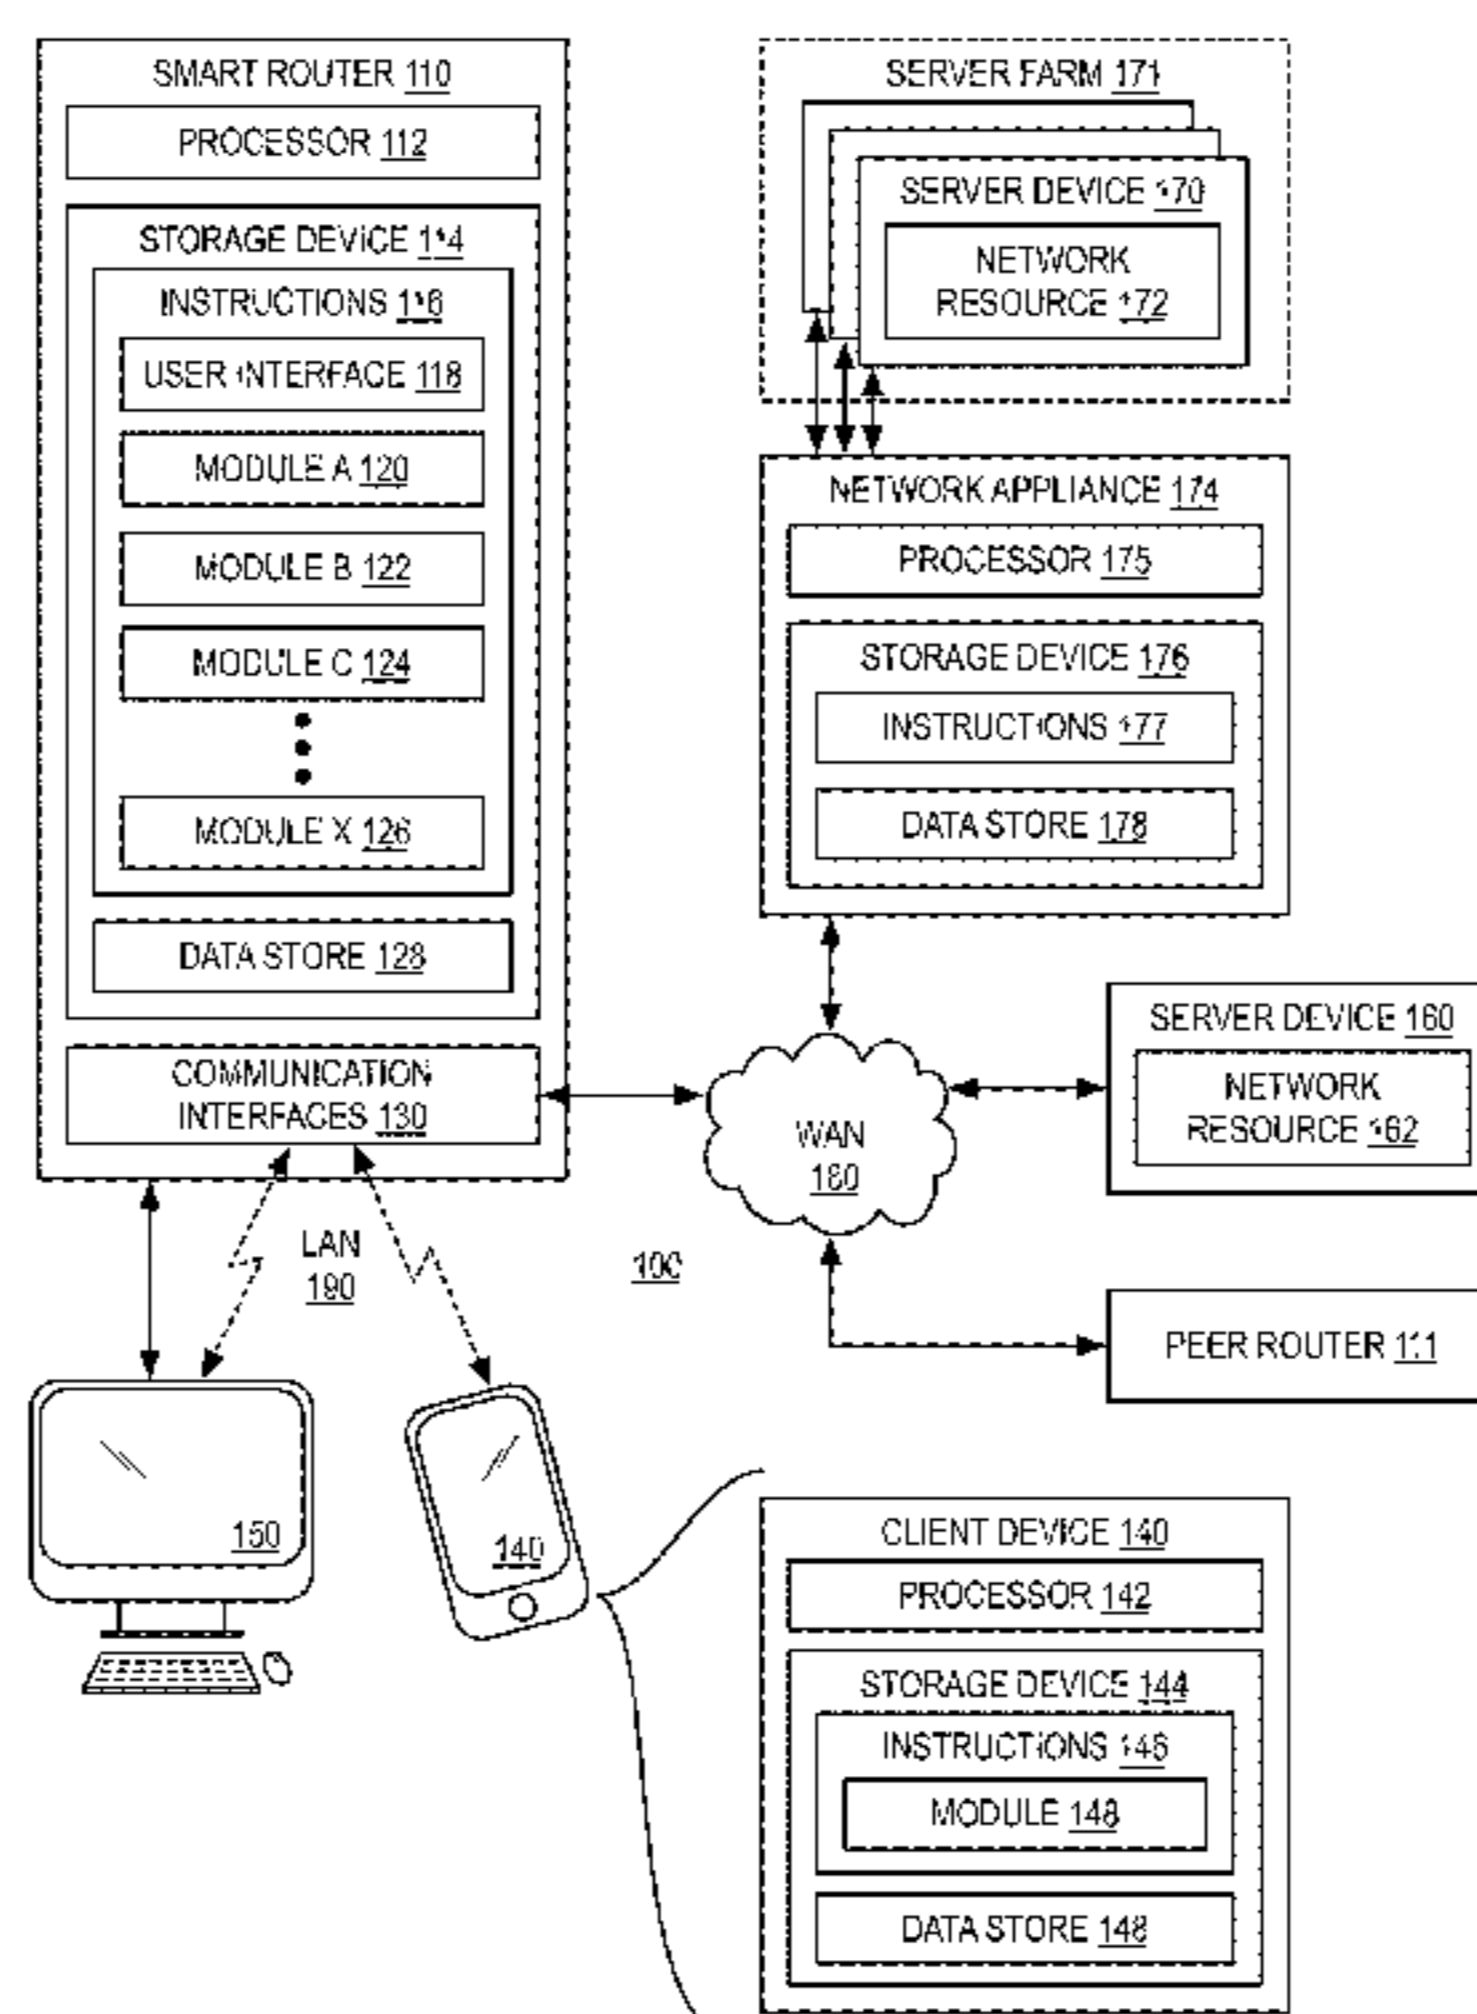 SMART ROUTER 110
PROCESSOR 112
STORAGE DEVICE 114
INSTRUCTIONS 116
USER INTERFACE 118
MODULE A 120
MODULE B 122
MODULE C 124
MODULE X 126
DATA STORE 128
COMMUNICATION
INTERFACES 130
LAN
190
150
140
100
SERVER FARM 171
SERVER DEVICE 170
NETWORK
RESOURCE 172
NETWORK APPLIANCE 174
PROCESSOR 175
STORAGE DEVICE 176
INSTRUCTIONS 177
DATA STORE 178
WAN
180
SERVER DEVICE 160
NETWORK
RESOURCE 162
PEER ROUTER 111
CLIENT DEVICE 140
PROCESSOR 142
STORAGE DEVICE 144
INSTRUCTIONS 146
MODULE 148
DATA STORE 148